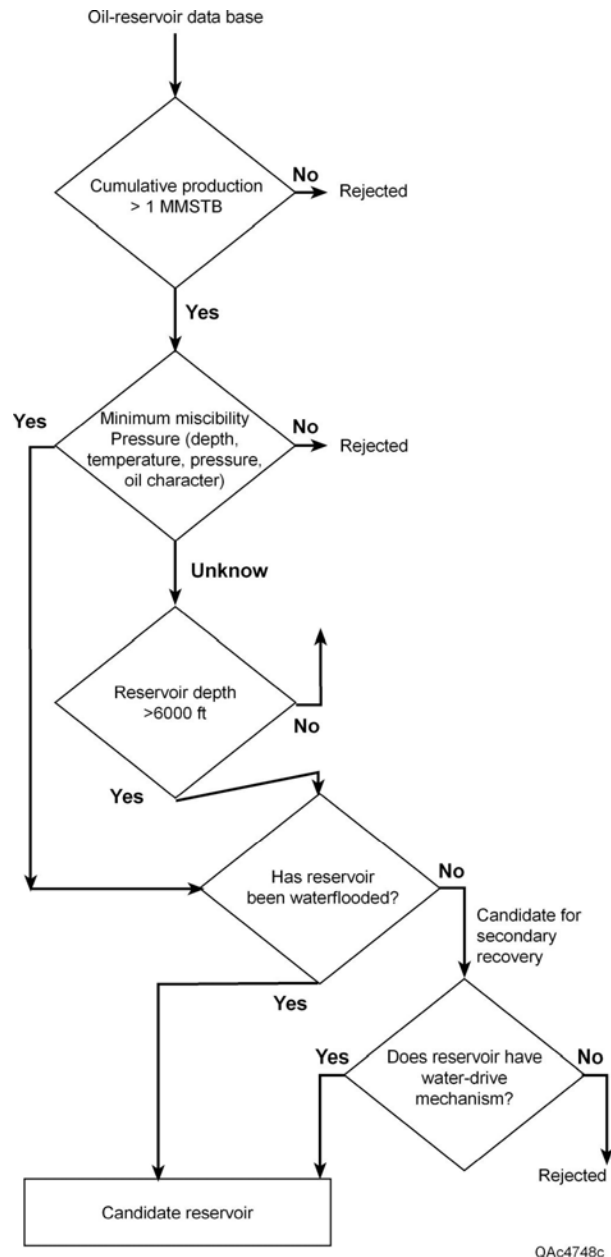 Oil-reservoir data base
Cumulative production
> 1 MMSTB
No
Rejected
Yes
Yes
Minimum miscibility
Pressure (depth,
temperature, pressure,
oil character)
No
Rejected
Unknow
Reservoir depth
>6000 ft
No
Yes
Has reservoir
been waterflooded?
No
Candidate for
secondary
recovery
Yes
Yes
Does reservoir have
water-drive
mechanism?
No
Rejected
Candidate reservoir
QAc4748c